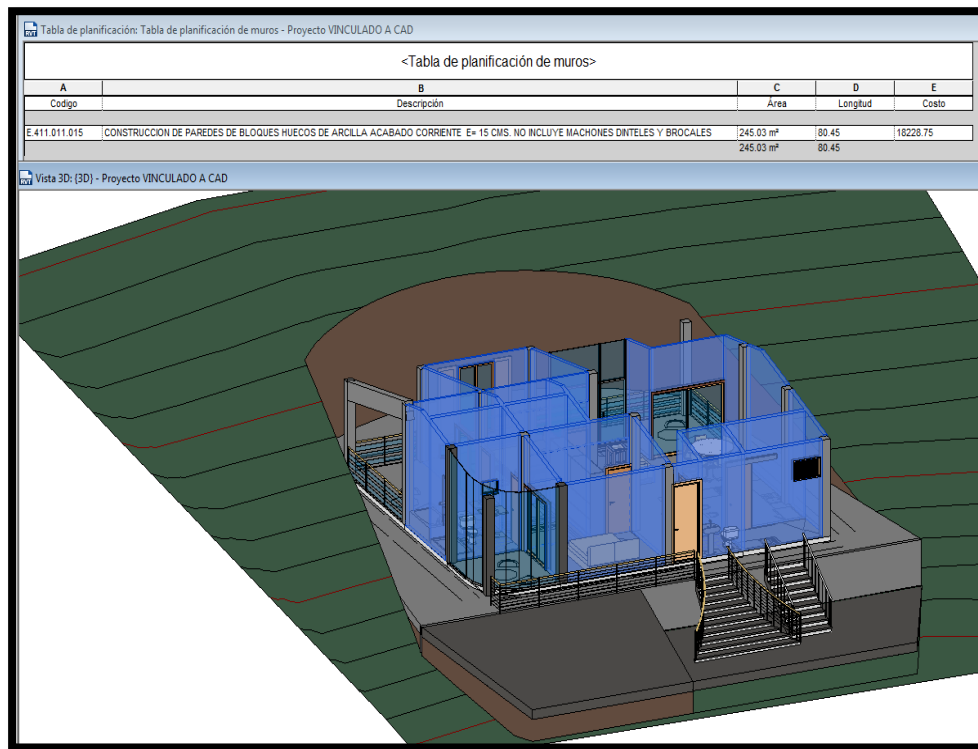 Tabla de planificación: Tabla de planificación de muros - Proyecto VINCULADO A CAD
<Tabla de planificación de muros>
A B C D E
Codigo Descripción Área Longitud Costo
E.411.011.015 CONSTRUCCION DE PAREDES DE BLOQUES HUECOS DE ARCILLA ACABADO CORRIENTE E= 15 CMS. NO INCLUYE MACHONES DINTELES Y BROCALES 245.03 m² 80.45 18228.75
245.03 m² 80.45
Vista 3D: {3D} - Proyecto VINCULADO A CAD